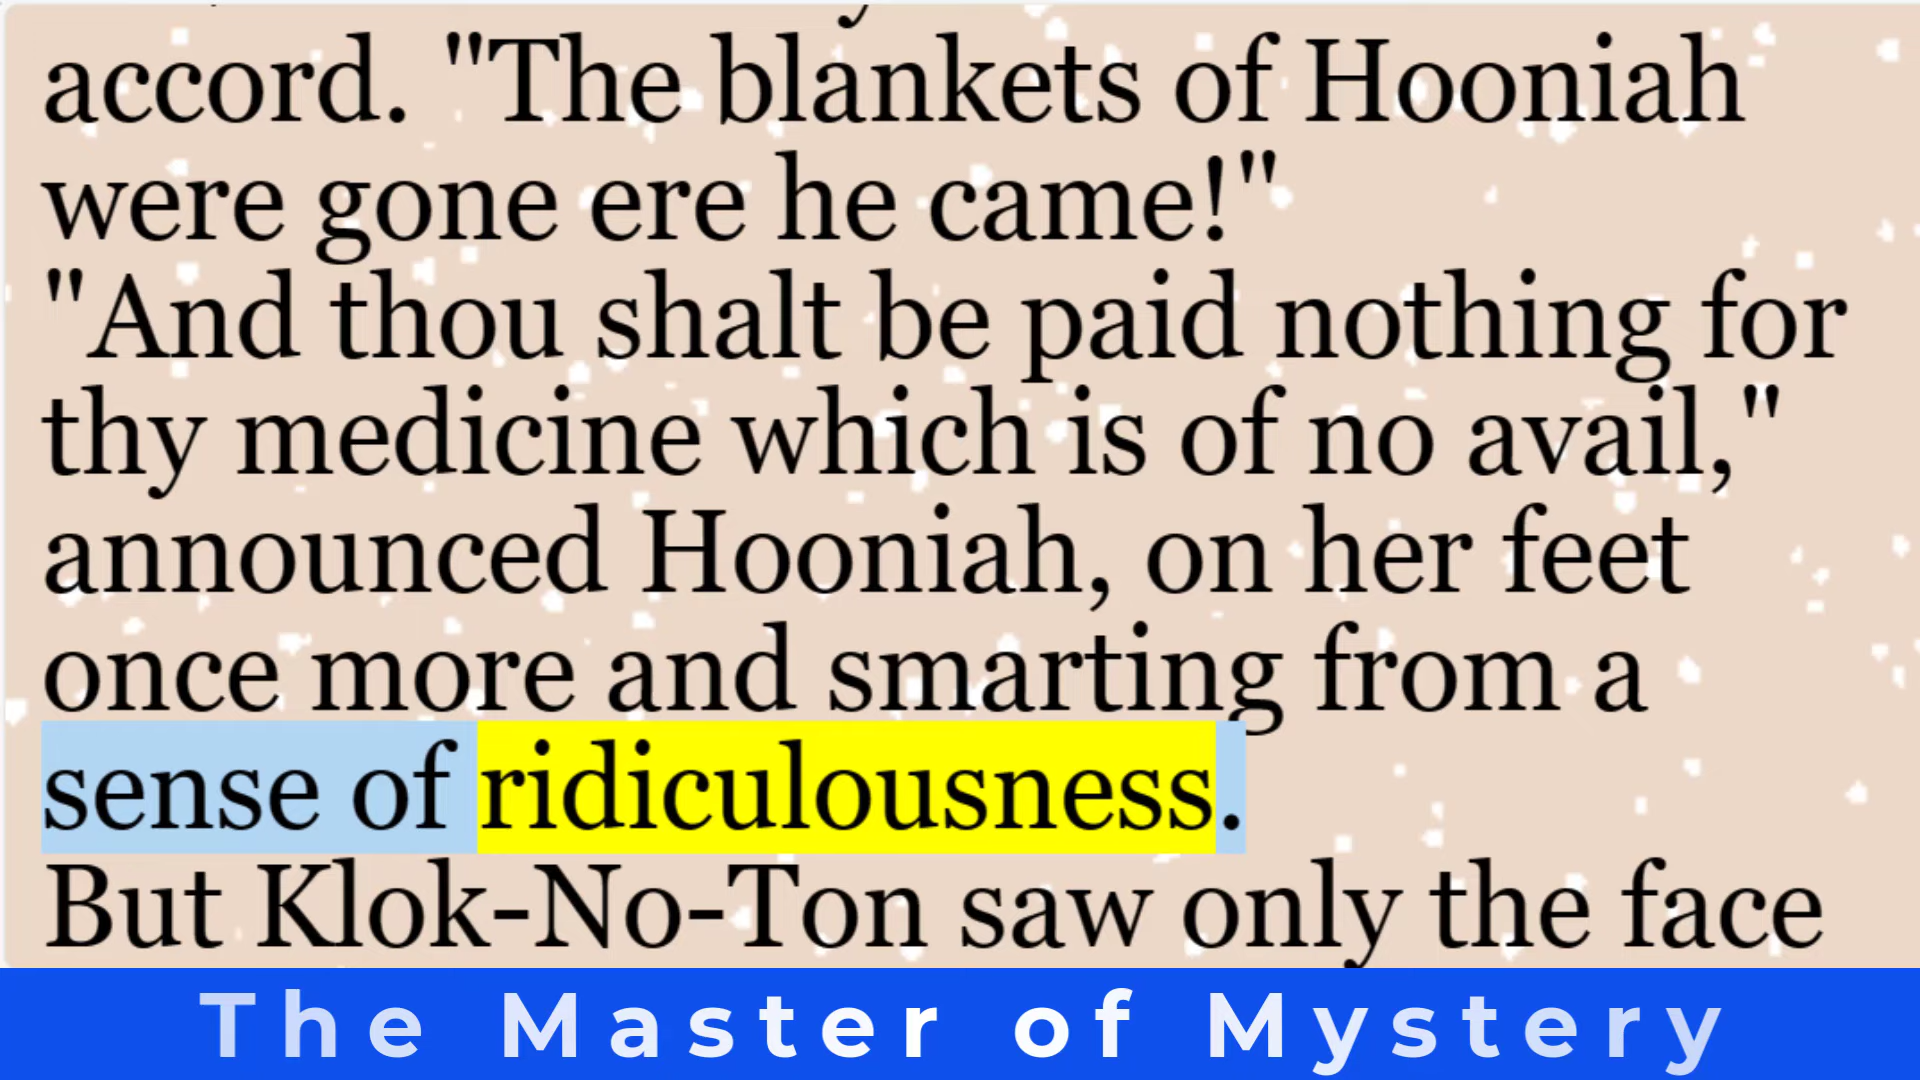 accord. "The blankets of Hooniah
were gone ere he came!"
"And thou shalt be paid nothing for
thy medicine which is of no avail,"
announced Hooniah, on her feet
once more and smarting from a
sense of ridiculousness.
But Klok-No-Ton saw only the face
The Master of Mystery